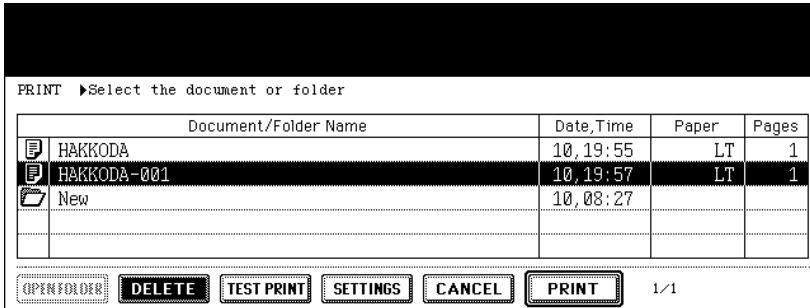 PRINT ▶Select the document or folder
Document/Folder Name Date,Time Paper Pages
HAKKODA 10,19:55 LT 1
HAKKODA-001 10,19:57 LT 1
New 10,08:27
OPEN FOLDER DELETE TEST PRINT SETTINGS CANCEL PRINT 1/1